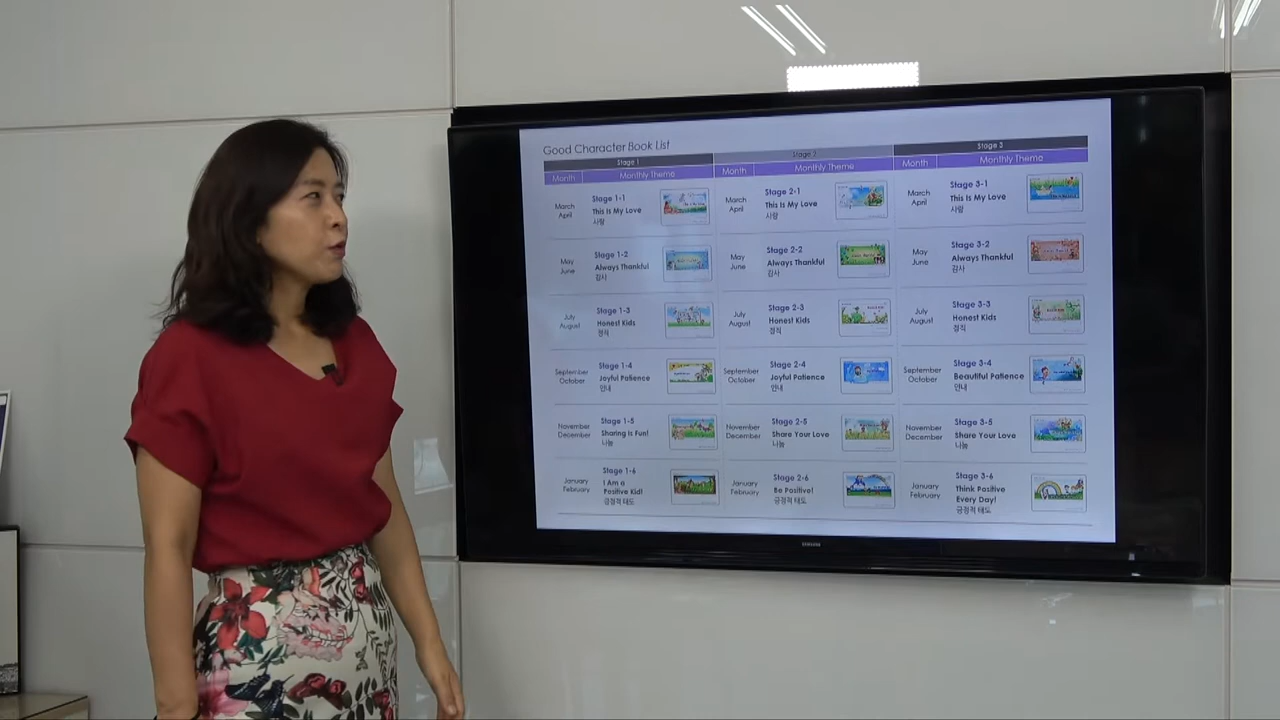 Good Character Book List
Stage 1
Stage 2
Stage 3
Month
Monthly Theme
Month
Monthly Theme
Month
Monthly Theme
March
April
Stage 1-1
This Is My Love
사랑
March
April
Stage 2-1
This Is My Love
사랑
March
April
Stage 3-1
This Is My Love
사랑
May
June
Stage 1-2
Always Thankful
감사
May
June
Stage 2-2
Always Thankful
감사
May
June
Stage 3-2
Always Thankful
감사
July
August
Stage 1-3
Honest Kids
정직
July
August
Stage 2-3
Honest Kids
정직
July
August
Stage 3-3
Honest Kids
정직
September
October
Stage 1-4
Joyful Patience
인내
September
October
Stage 2-4
Joyful Patience
인내
September
October
Stage 3-4
Beautiful Patience
인내
November
December
Stage 1-5
Sharing Is Fun!
나눔
November
December
Stage 2-5
Share Your Love
나눔
November
December
Stage 3-5
Share Your Love
나눔
January
February
Stage 1-6
I Am a
Positive Kid!
긍정적 태도
January
February
Stage 2-6
Be Positive!
긍정적 태도
January
February
Stage 3-6
Think Positive
Every Day!
긍정적 태도
SAMSUNG